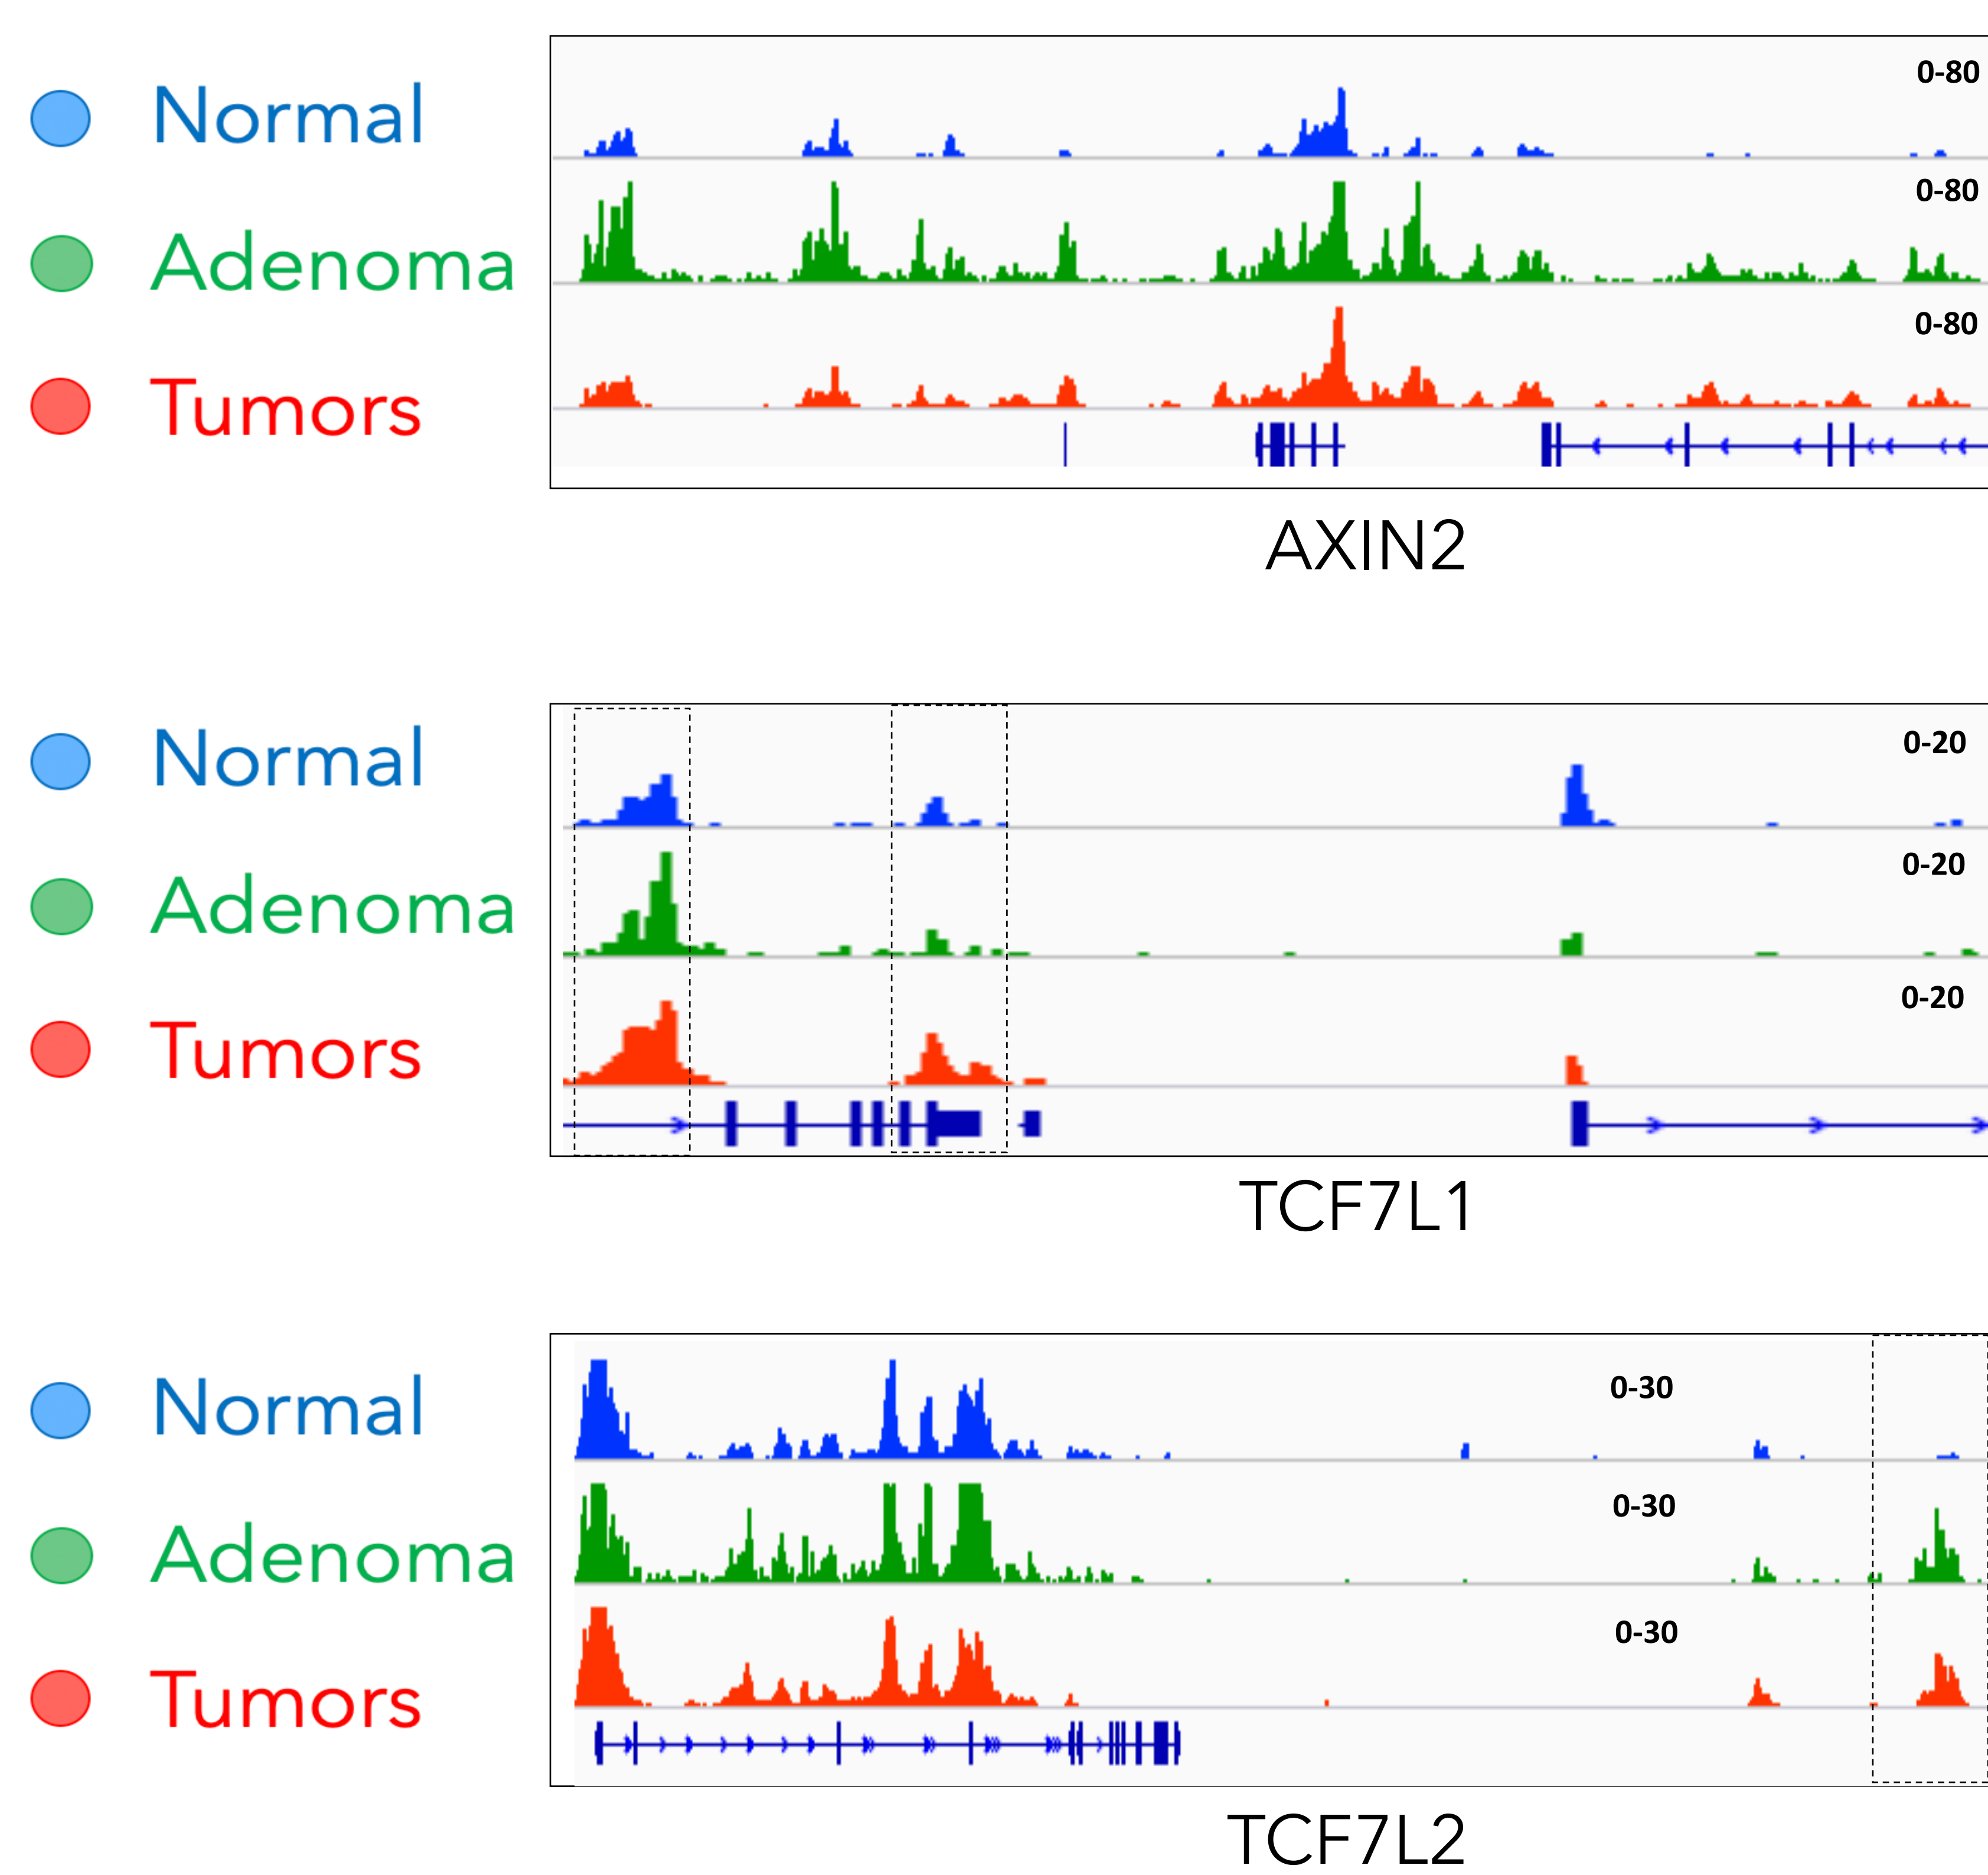 Normal 0-80
Adenoma 0-80
Tumors 0-80
AXIN2
Normal 0-20
Adenoma 0-20
Tumors 0-20
TCF7L1
Normal 0-30
Adenoma 0-30
Tumors 0-30
TCF7L2